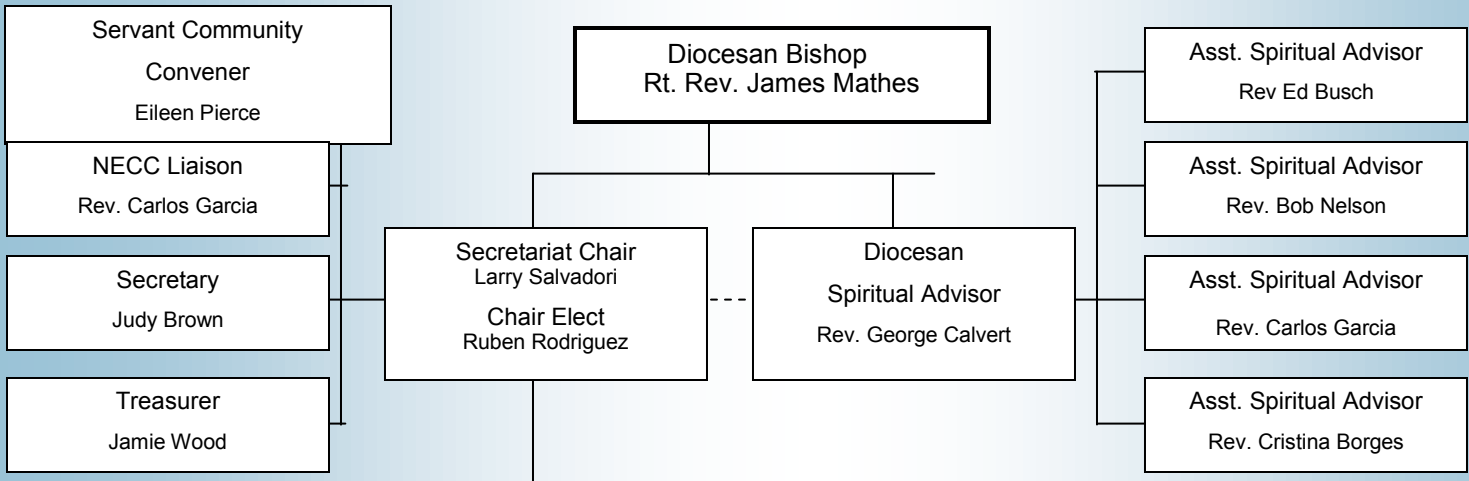 Servant Community
Convener
Eileen Pierce
NECC Liaison
Rev. Carlos Garcia
Secretary
Judy Brown
Treasurer
Jamie Wood
Diocesan Bishop
Rt. Rev. James Mathes
Secretariat Chair
Larry Salvadori
Chair Elect
Ruben Rodriguez
Diocesan
Spiritual Advisor
Rev. George Calvert
Asst. Spiritual Advisor
Rev Ed Busch
Asst. Spiritual Advisor
Rev. Bob Nelson
Asst. Spiritual Advisor
Rev. Carlos Garcia
Asst. Spiritual Advisor
Rev. Cristina Borges